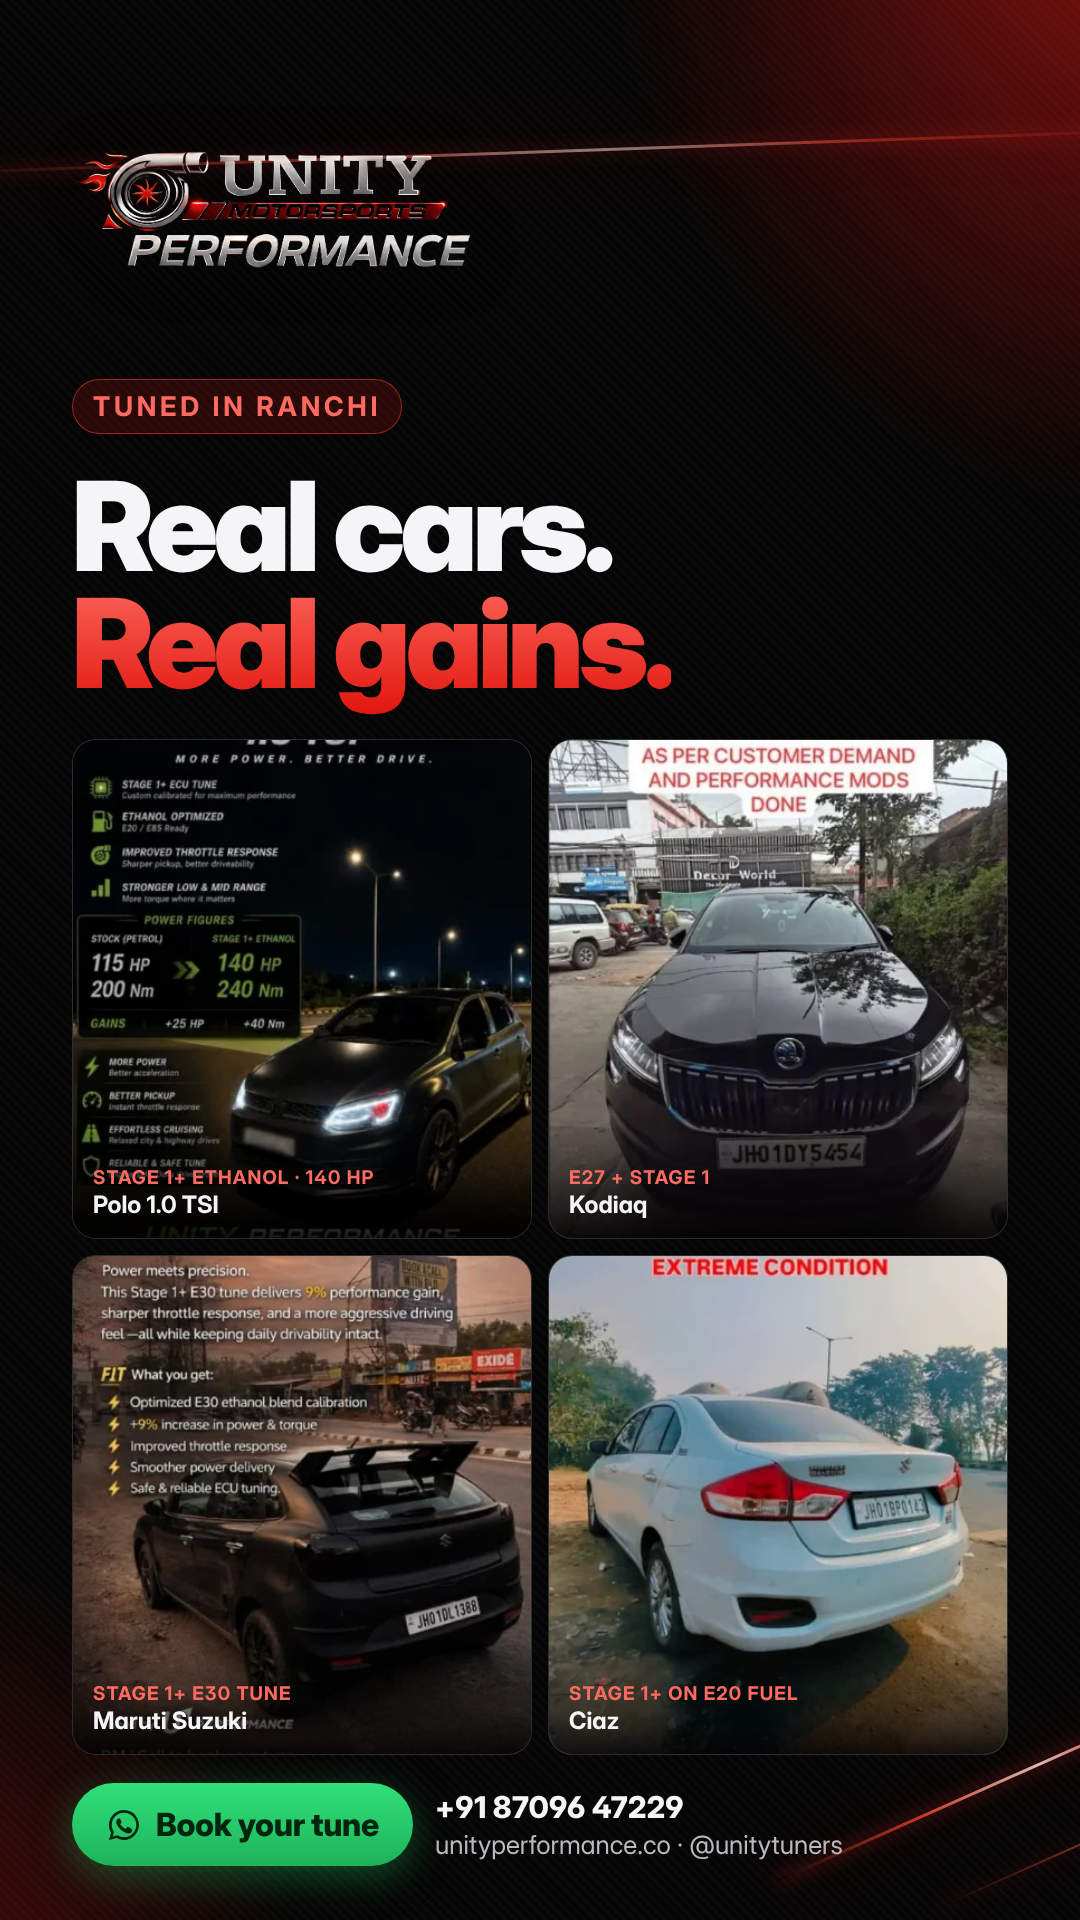 UNITY
MOTORSPORTS
PERFORMANCE
TUNED IN RANCHI
Real cars.
Real gains.
MORE POWER. BETTER DRIVE.
STAGE 1+ ECU TUNE
Custom calibrated for maximum performance
ETHANOL OPTIMIZED
E20 / E85 Ready
IMPROVED THROTTLE RESPONSE
Sharper pickup, better driveability
STRONGER LOW & MID RANGE
More torque where it matters
POWER FIGURES
STOCK (PETROL) STAGE 1+ ETHANOL
115 HP 140 HP
200 Nm 240 Nm
GAINS +25 HP +40 Nm
MORE POWER
Better acceleration
BETTER PICKUP
Instant throttle response
EFFORTLESS CRUISING
Relaxed city & highway drives
RELIABLE & SAFE TUNE
STAGE 1+ ETHANOL · 140 HP
Polo 1.0 TSI
UNITY PERFORMANCE
AS PER CUSTOMER DEMAND
AND PERFORMANCE MODS
DONE
Decor World
JH01DY5454
E27 + STAGE 1
Kodiaq
BOOK A CALL
Power meets precision.
This Stage 1+ E30 tune delivers 9% performance gain,
sharper throttle response, and a more aggressive driving
feel—all while keeping daily drivability intact.
EXIDE
FIT What you get:
Optimized E30 ethanol blend calibration
+9% increase in power & torque
Improved throttle response
Smoother power delivery
Safe & reliable ECU tuning.
JH01DL1388
STAGE 1+ E30 TUNE
Maruti Suzuki
EXTREME CONDITION
JH01BP0143
STAGE 1+ ON E20 FUEL
Ciaz
Book your tune
+91 87096 47229
unityperformance.co · @unitytuners